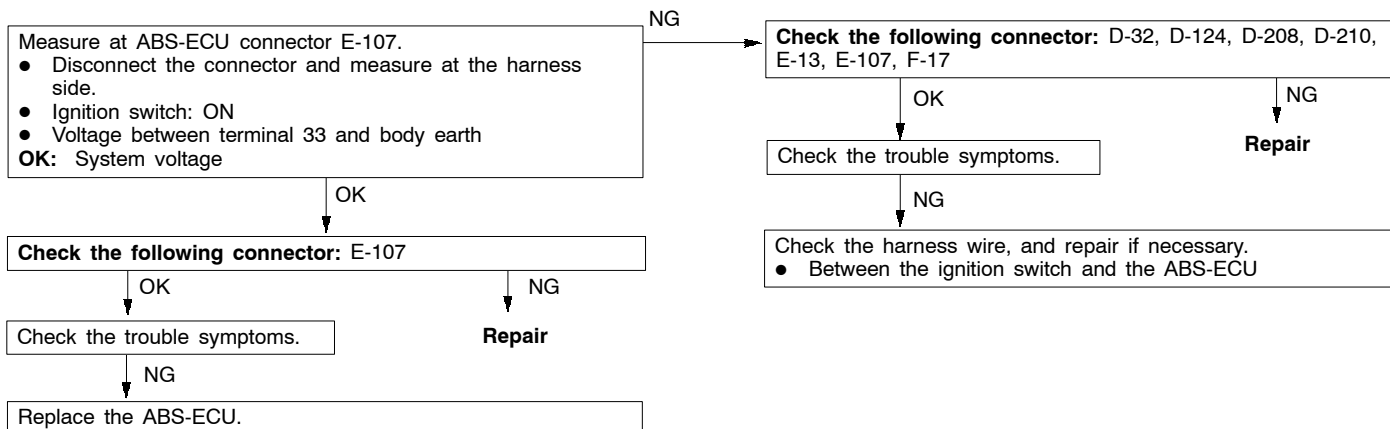 Measure at ABS-ECU connector E-107.
● Disconnect the connector and measure at the harness
side.
● Ignition switch: ON
● Voltage between terminal 33 and body earth
OK: System voltage
NG
Check the following connector: D-32, D-124, D-208, D-210,
E-13, E-107, F-17
OK
NG
Repair
Check the trouble symptoms.
NG
Check the harness wire, and repair if necessary.
● Between the ignition switch and the ABS-ECU
OK
Check the following connector: E-107
OK
NG
Repair
Check the trouble symptoms.
NG
Replace the ABS-ECU.